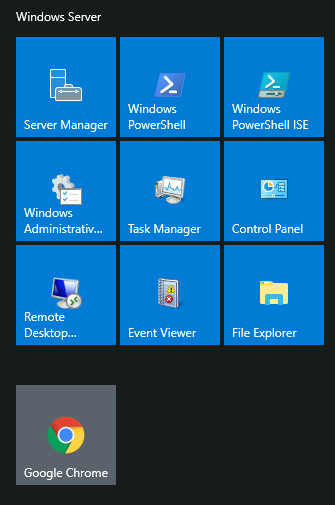 Windows Server
Server Manager
Windows
PowerShell
Windows
PowerShell ISE
Windows
Administrativ...
Task Manager
Control Panel
Remote
Desktop...
Event Viewer
File Explorer
Google Chrome